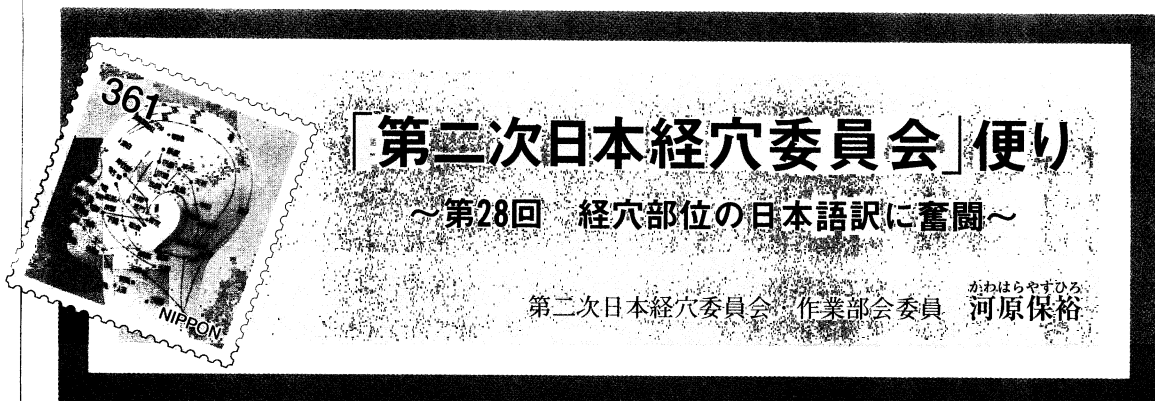 361
NIPPON
「第二次日本経穴委員会」便り
～第28回　経穴部位の日本語訳に奮闘～
かわはらやすひろ
第二次日本経穴委員会　作業部会委員　河原保裕